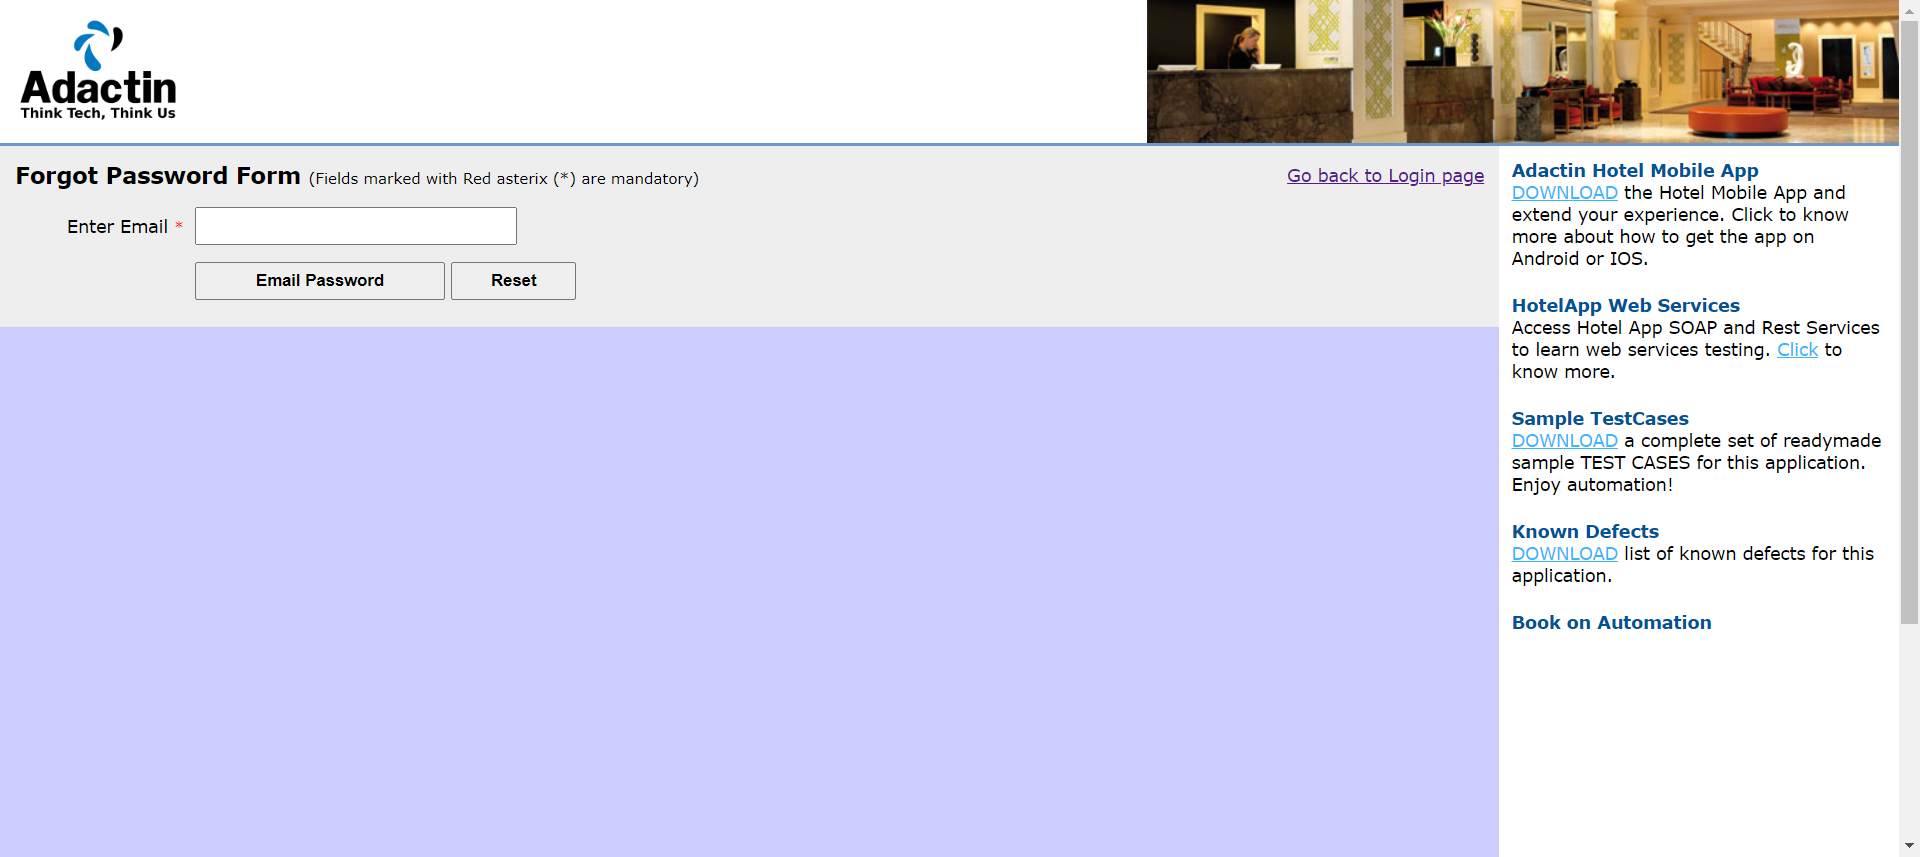 Adactin
Think Tech, Think Us
Forgot Password Form (Fields marked with Red asterix (*) are mandatory)
Go back to Login page
Enter Email *
Email Password
Reset
Adactin Hotel Mobile App
DOWNLOAD the Hotel Mobile App and
extend your experience. Click to know
more about how to get the app on
Android or IOS.
HotelApp Web Services
Access Hotel App SOAP and Rest Services
to learn web services testing. Click to
know more.
Sample TestCases
DOWNLOAD a complete set of readymade
sample TEST CASES for this application.
Enjoy automation!
Known Defects
DOWNLOAD list of known defects for this
application.
Book on Automation